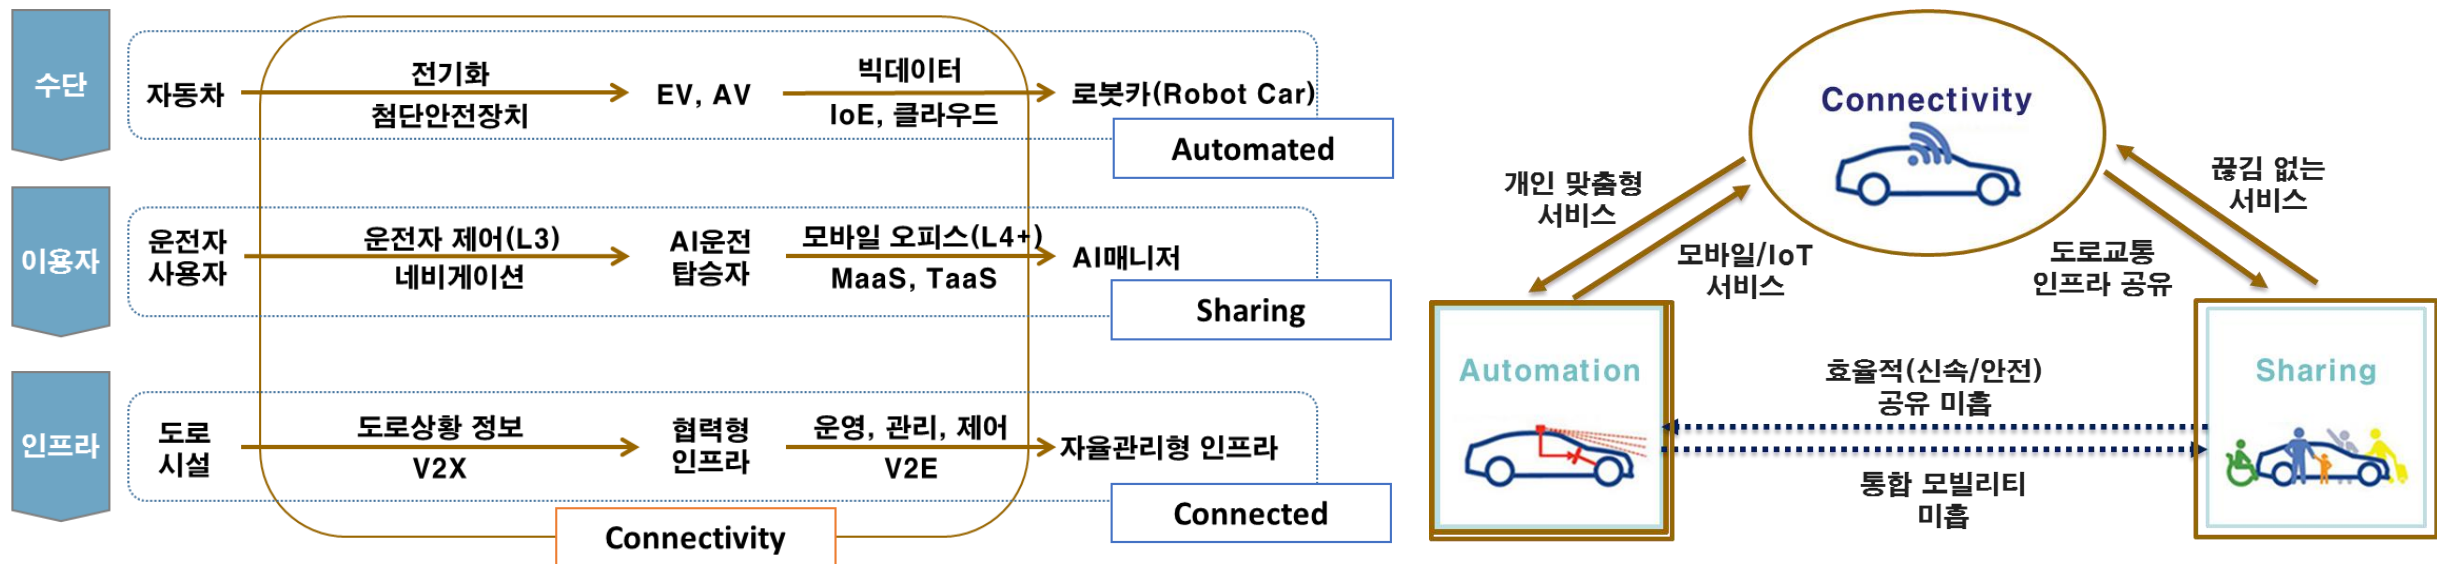 수단
자동차
전기화
첨단안전장치
EV, AV
빅데이터
IoE, 클라우드
로봇카(Robot Car)
Automated
이용자
운전자
사용자
운전자 제어(L3)
네비게이션
AI운전
탑승자
모바일 오피스(L4+)
MaaS, TaaS
AI매니저
Sharing
인프라
도로
시설
도로상황 정보
V2X
협력형
인프라
운영, 관리, 제어
V2E
자율관리형 인프라
Connected
Connectivity
Connectivity
개인 맞춤형
서비스
모바일/IoT
서비스
끊김 없는
서비스
도로교통
인프라 공유
Automation
효율적(신속/안전)
공유 미흡
통합 모빌리티
미흡
Sharing